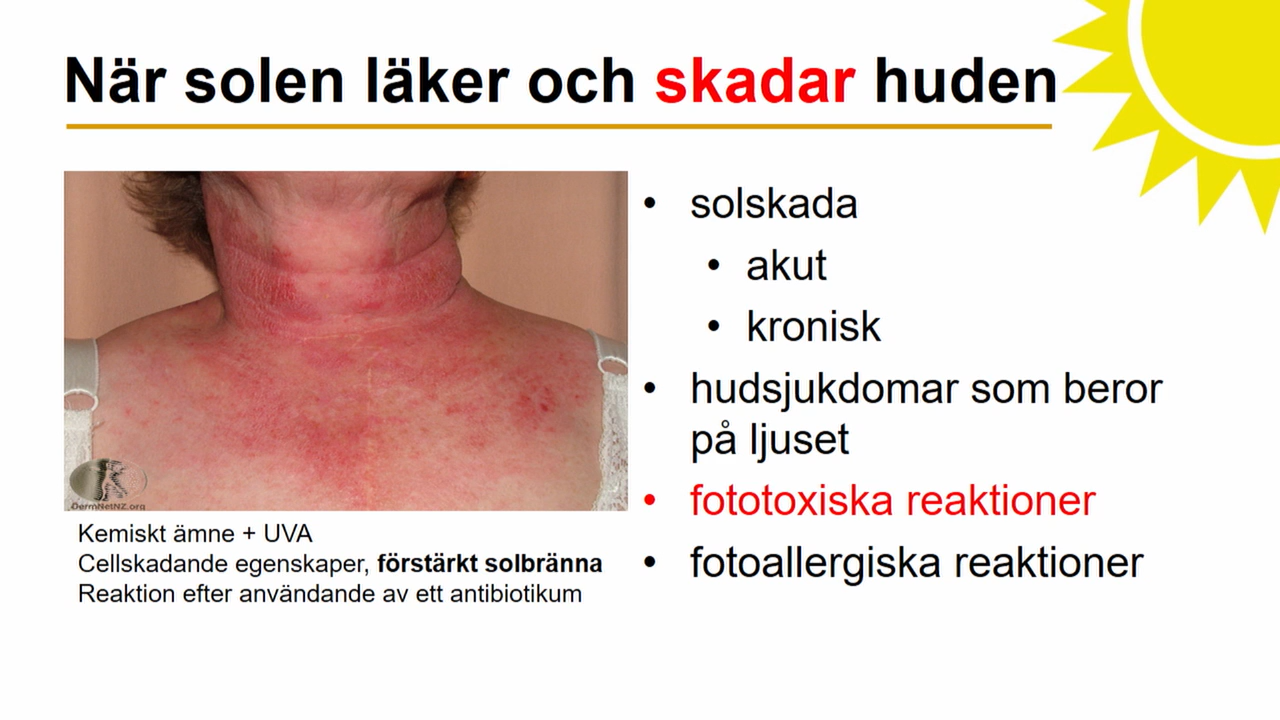 När solen läker och skadar huden
• solskada
• akut
• kronisk
• hudsjukdomar som beror
på ljuset
• fototoxiska reaktioner
• fotoallergiska reaktioner
DermNetNZ.org
Kemiskt ämne + UVA
Cellskadande egenskaper, förstärkt solbränna
Reaktion efter användande av ett antibiotikum